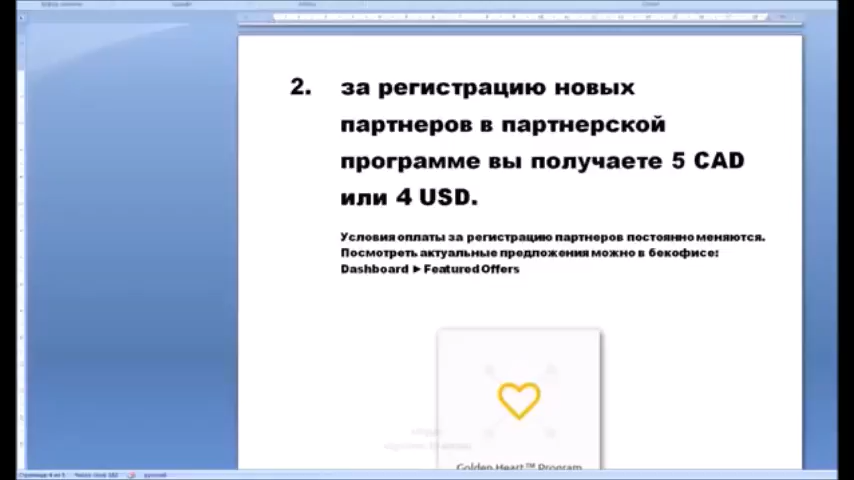 2. за регистрацию новых
партнеров в партнерской
программе вы получаете 5 CAD
или 4 USD.
Условия оплаты за регистрацию партнеров постоянно меняются.
Посмотреть актуальные предложения можно в бекофисе:
Dashboard ►Featured Offers
Golden Heart™ Program